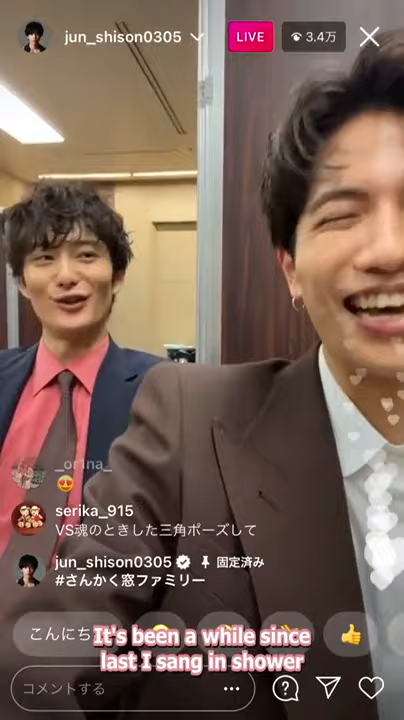 jun_shison0305
LIVE
3.4万
_or1na_
😍
serika_915
VS魂のときした三角ポーズして
jun_shison0305 固定済み
#さんかく窓ファミリー
こんにち
👍
It's been a while since
last I sang in shower
コメントする